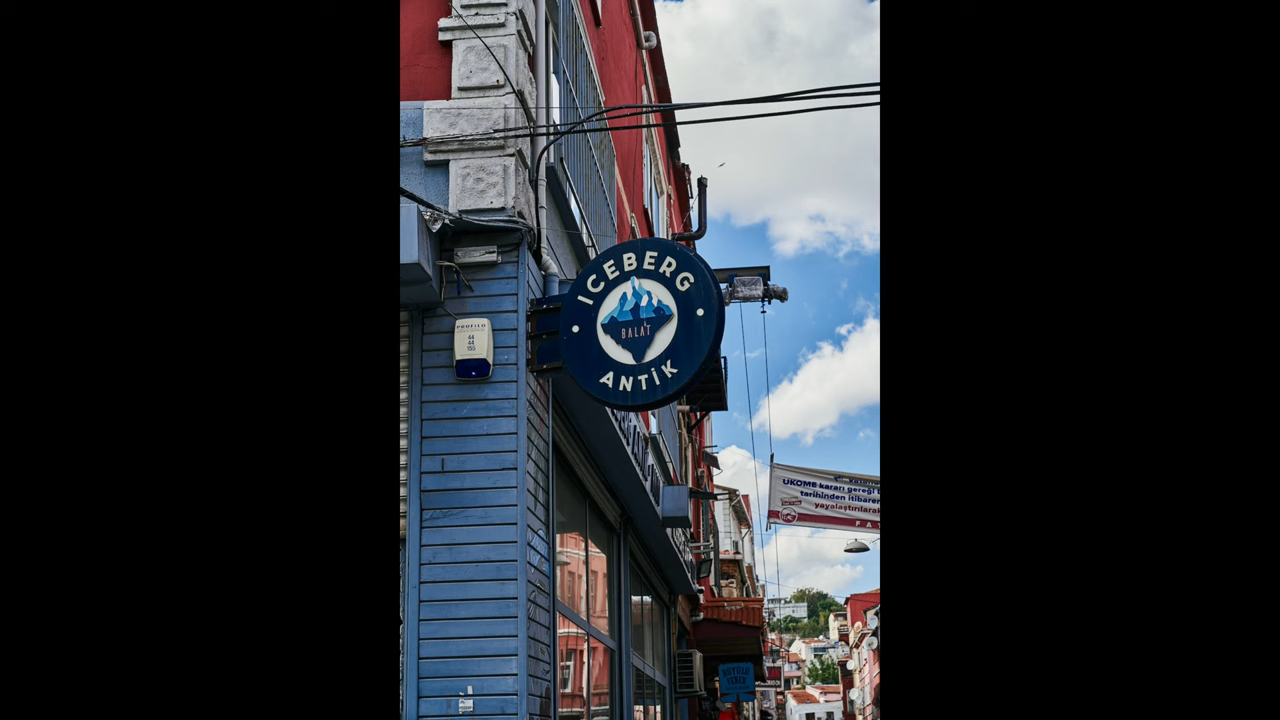 ICEBERG
BALAT
ANTİK
PROFILO
44
44
155
UKOME kararı gereği
tarihinden itibaren
yayalaştırılarak